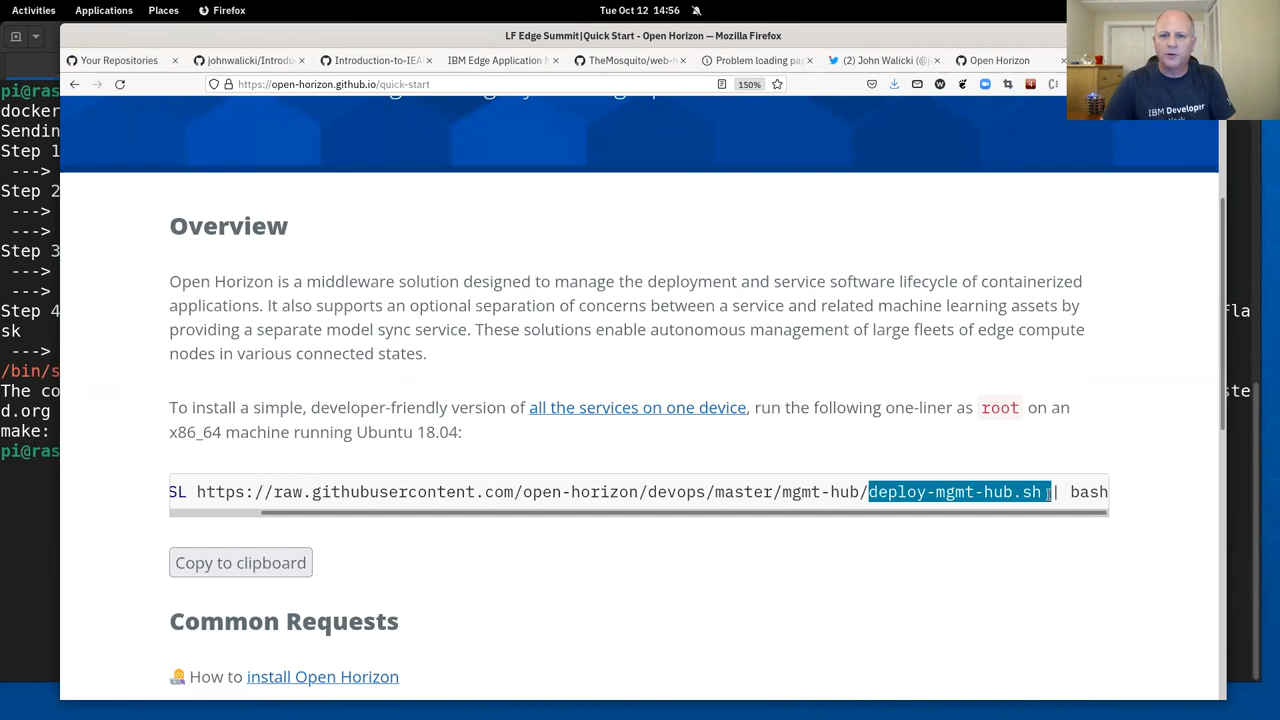 Activities Applications Places Firefox Tue Oct 12 14:56
LF Edge Summit|Quick Start - Open Horizon — Mozilla Firefox
Your Repositories johnwalicki/Introduc Introduction-to-IEA IBM Edge Application M TheMosquito/web-h Problem loading pag (2) John Walicki (@j Open Horizon
https://open-horizon.github.io/quick-start 150% 4
IBM Developer
Overview
Open Horizon is a middleware solution designed to manage the deployment and service software lifecycle of containerized
applications. It also supports an optional separation of concerns between a service and related machine learning assets by
providing a separate model sync service. These solutions enable autonomous management of large fleets of edge compute
nodes in various connected states.
To install a simple, developer-friendly version of all the services on one device, run the following one-liner as root on an
x86_64 machine running Ubuntu 18.04:
SL https://raw.githubusercontent.com/open-horizon/devops/master/mgmt-hub/deploy-mgmt-hub.sh | bash
Copy to clipboard
Common Requests
How to install Open Horizon
pi@ras
docker
Sending
Step 1
--->
Step 2
--->
--->
Step 3
--->
--->
Step 4
sk
--->
/bin/s
The co
d.org
make:
pi@ras
fla
ste